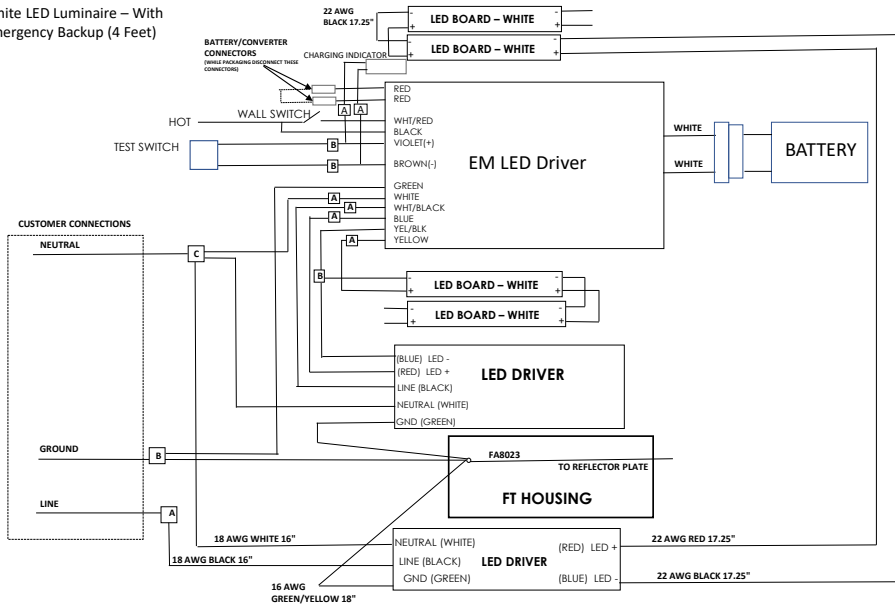 ite LED Luminaire – With
mergency Backup (4 Feet)
22 AWG
BLACK 17.25"
- LED BOARD – WHITE -
+ +
- LED BOARD – WHITE -
+ +
BATTERY/CONVERTER
CONNECTORS
(WHILE PACKAGING DISCONNECT THESE
CONNECTORS)
CHARGING INDICATOR
RED
RED
A A
WALL SWITCH
HOT
WHT/RED
BLACK
TEST SWITCH
B
VIOLET(+)
B
BROWN(-)
EM LED Driver
WHITE
WHITE
BATTERY
GREEN
A
WHITE
A
WHT/BLACK
A
BLUE
YEL/BLK
A
YELLOW
CUSTOMER CONNECTIONS
NEUTRAL
C
B
- LED BOARD – WHITE -
+ +
- LED BOARD – WHITE -
+ +
(BLUE) LED -
(RED) LED +
LINE (BLACK)
NEUTRAL (WHITE)
GND (GREEN)
LED DRIVER
GROUND
B
FA8023
TO REFLECTOR PLATE
FT HOUSING
LINE
A
18 AWG WHITE 16"
18 AWG BLACK 16"
NEUTRAL (WHITE)
LINE (BLACK)
GND (GREEN)
LED DRIVER
(RED) LED +
(BLUE) LED -
22 AWG RED 17.25"
22 AWG BLACK 17.25"
16 AWG
GREEN/YELLOW 18"